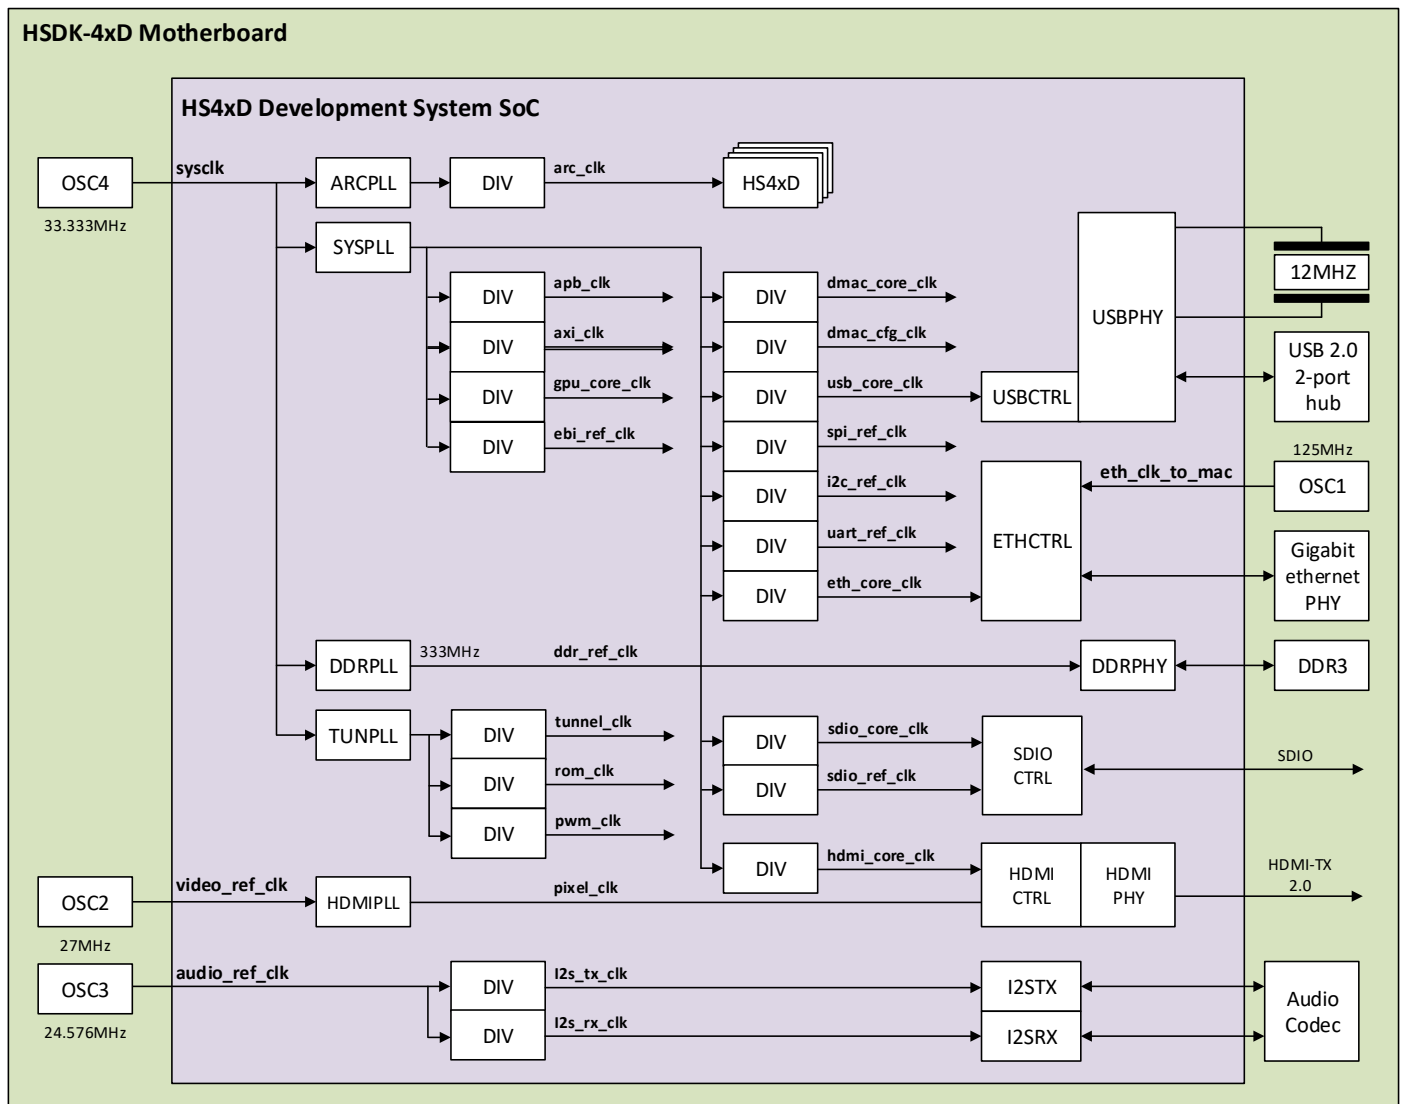 HSDK-4xD Motherboard
HS4xD Development System SoC
OSC4
33.333MHz
sysclk
ARCPLL
DIV
arc_clk
HS4xD
SYSPLL
DIV
apb_clk
DIV
axi_clk
DIV
gpu_core_clk
DIV
ebi_ref_clk
DIV
dmac_core_clk
DIV
dmac_cfg_clk
DIV
usb_core_clk
DIV
spi_ref_clk
DIV
i2c_ref_clk
DIV
uart_ref_clk
DIV
eth_core_clk
USBCTRL
USBPHY
12MHZ
USB 2.0
2-port
hub
125MHz
OSC1
eth_clk_to_mac
ETHCTRL
Gigabit
ethernet
PHY
DDRPLL
333MHz
ddr_ref_clk
DDRPHY
DDR3
TUNPLL
DIV
tunnel_clk
DIV
rom_clk
DIV
pwm_clk
DIV
sdio_core_clk
DIV
sdio_ref_clk
SDIO
CTRL
SDIO
DIV
hdmi_core_clk
OSC2
27MHz
video_ref_clk
HDMIPLL
pixel_clk
HDMI
CTRL
HDMI
PHY
HDMI-TX
2.0
OSC3
24.576MHz
audio_ref_clk
DIV
I2s_tx_clk
DIV
I2s_rx_clk
I2STX
I2SRX
Audio
Codec